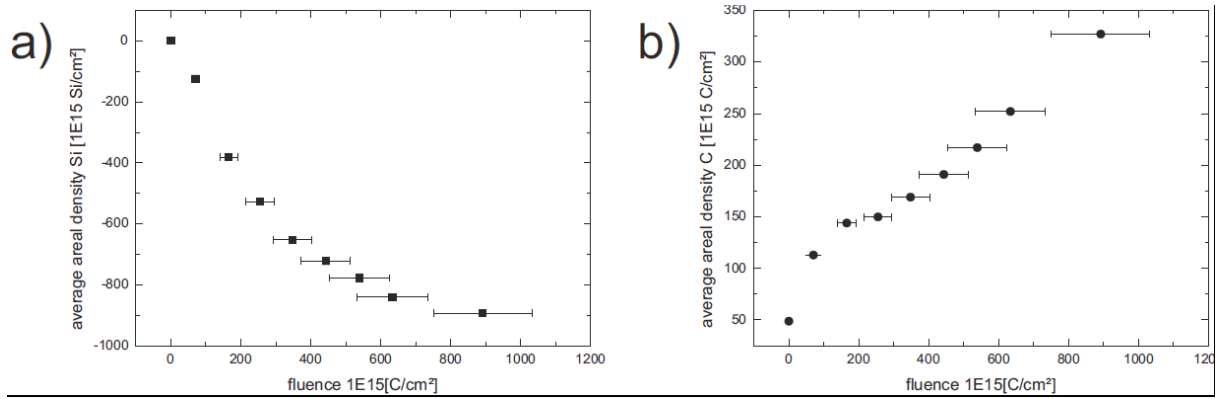 a)
average areal density Si [1E15 Si/cm²]
0
-200
-400
-600
-800
-1000
0 200 400 600 800 1000 1200
fluence 1E15[C/cm²]
b)
average areal density C [1E15 C/cm²]
350
300
250
200
150
100
50
0 200 400 600 800 1000 120
fluence 1E15[C/cm²]